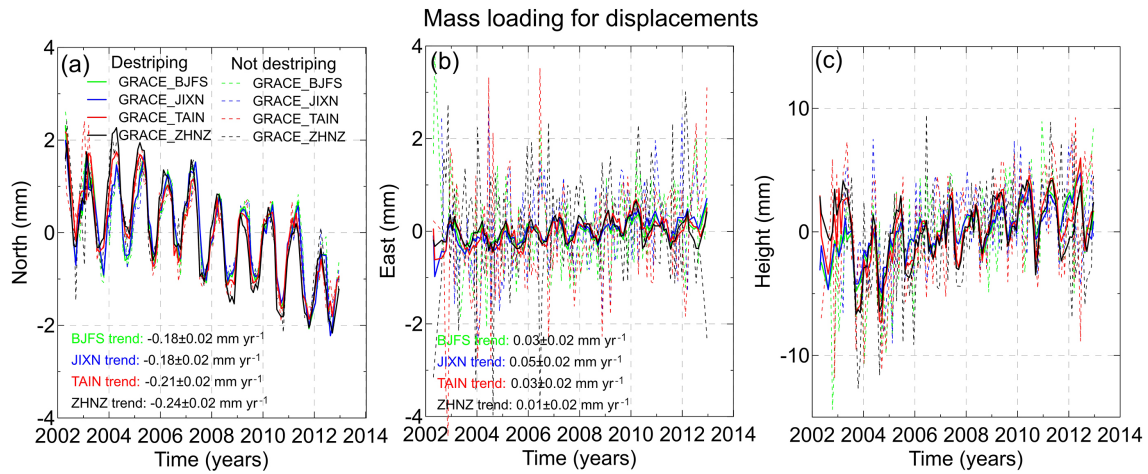 Mass loading for displacements
(a)
Destriping Not destriping
GRACE_BJFS GRACE_BJFS
GRACE_JIXN GRACE_JIXN
GRACE_TAIN GRACE_TAIN
GRACE_ZHNZ GRACE_ZHNZ
4
2
0
-2
-4
North (mm)
BJFS trend: -0.18±0.02 mm yr-1
JIXN trend: -0.18±0.02 mm yr-1
TAIN trend: -0.21±0.02 mm yr-1
ZHNZ trend: -0.24±0.02 mm yr-1
2002 2004 2006 2008 2010 2012 2014
Time (years)
(b)
4
2
0
-2
-4
East (mm)
BJFS trend: 0.03±0.02 mm yr-1
JIXN trend: 0.05±0.02 mm yr-1
TAIN trend: 0.03±0.02 mm yr-1
ZHNZ trend: 0.01±0.02 mm yr-1
2002 2004 2006 2008 2010 2012 2014
Time (years)
(c)
10
0
-10
Height (mm)
2002 2004 2006 2008 2010 2012 2014
Time (years)